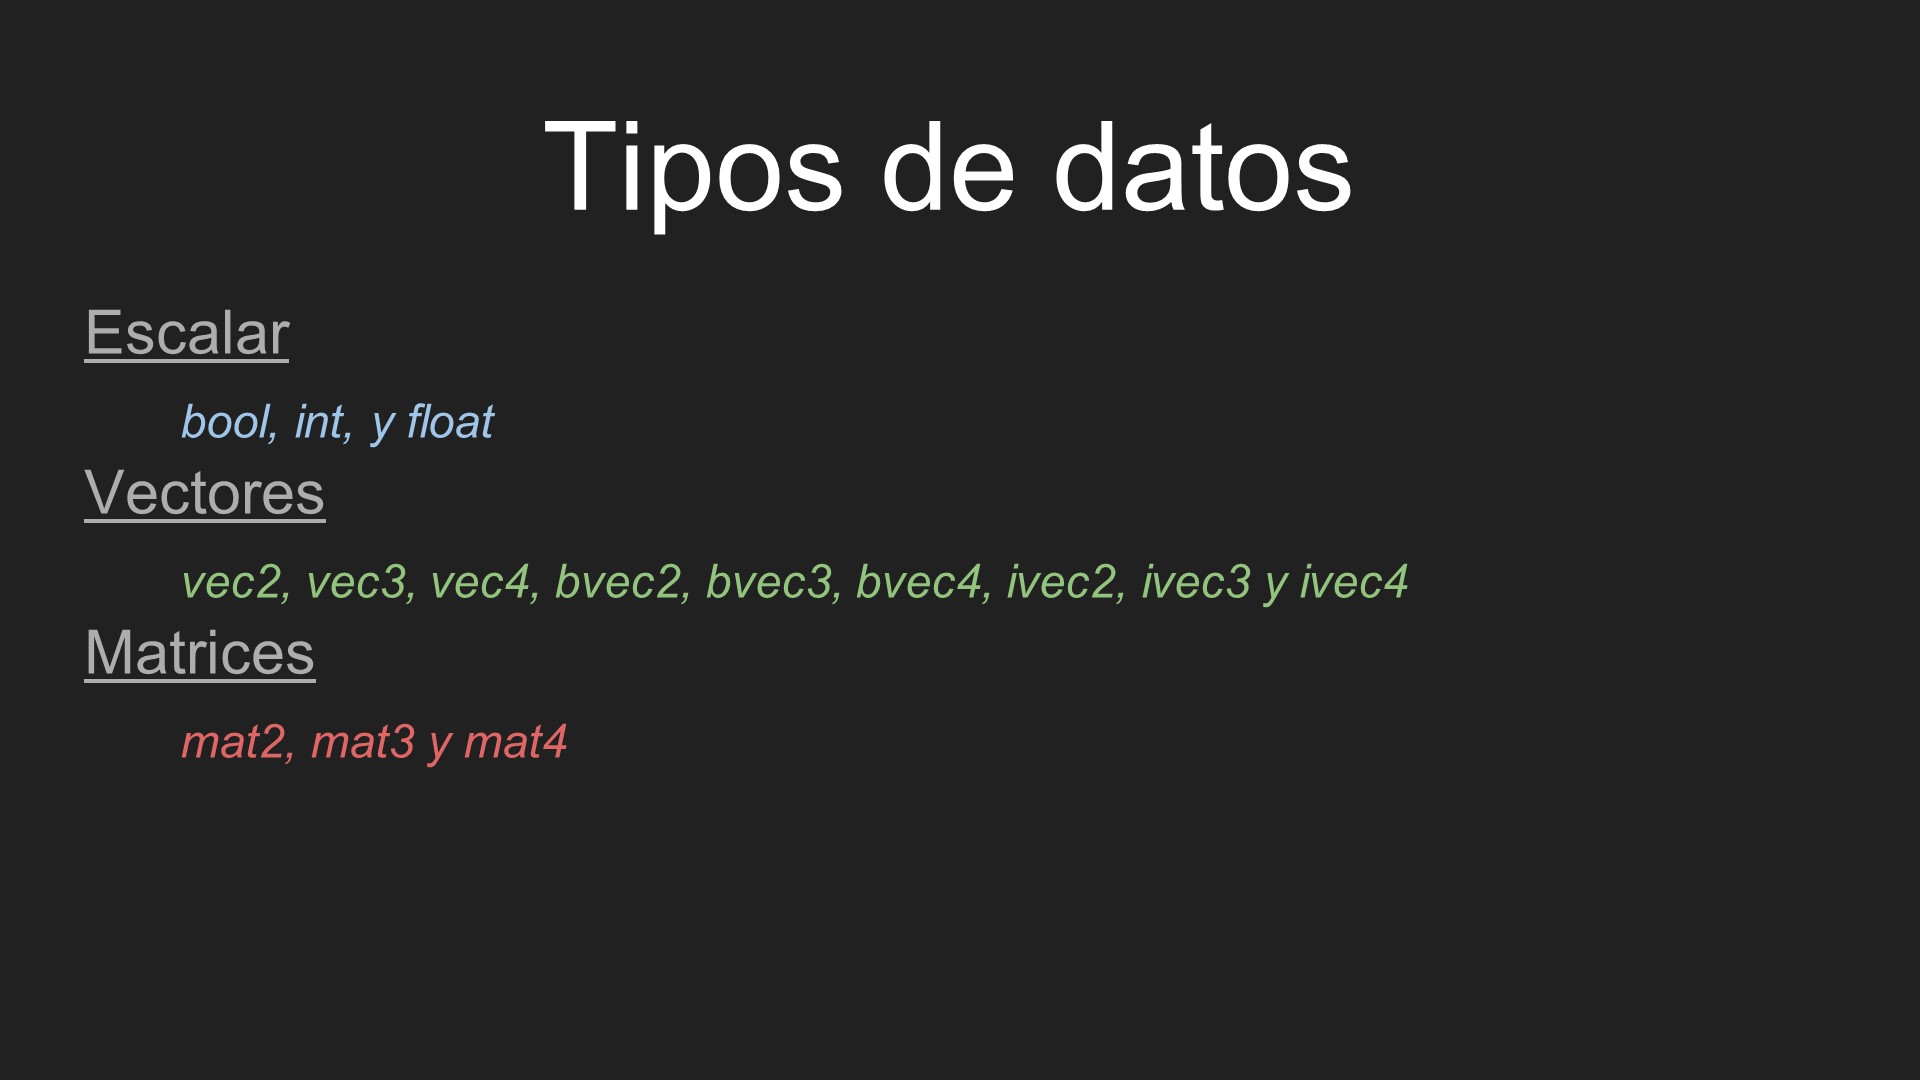 Tipos de datos
Escalar
bool, int, y float
Vectores
vec2, vec3, vec4, bvec2, bvec3, bvec4, ivec2, ivec3 y ivec4
Matrices
mat2, mat3 y mat4